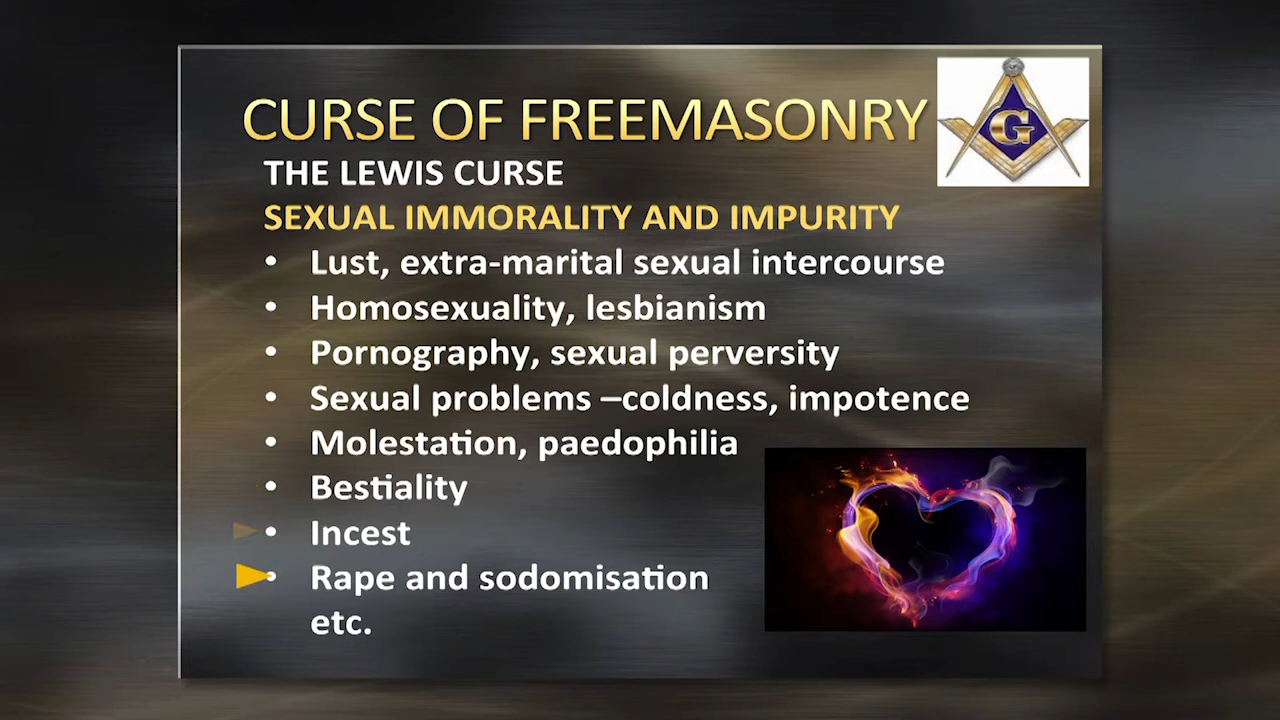 CURSE OF FREEMASONRY
G
THE LEWIS CURSE
SEXUAL IMMORALITY AND IMPURITY
• Lust, extra-marital sexual intercourse
• Homosexuality, lesbianism
• Pornography, sexual perversity
• Sexual problems –coldness, impotence
• Molestation, paedophilia
• Bestiality
• Incest
• Rape and sodomisation
etc.